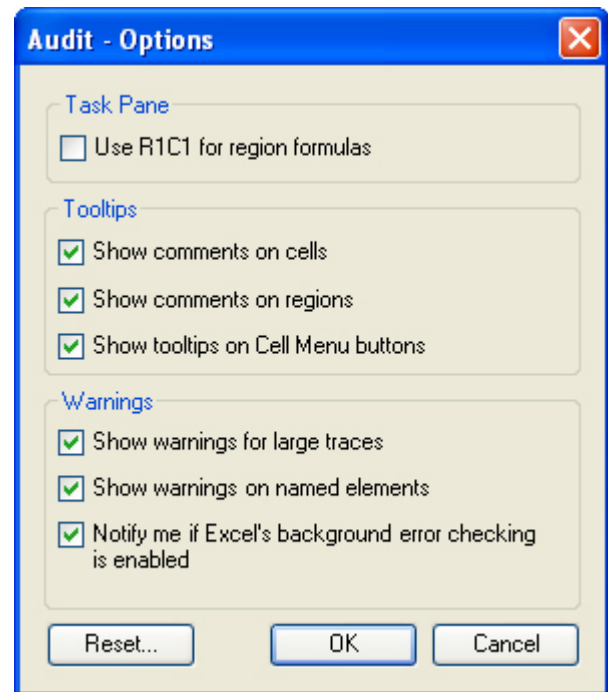 Audit - Options
Task Pane
Use R1C1 for region formulas
Tooltips
Show comments on cells
Show comments on regions
Show tooltips on Cell Menu buttons
Warnings
Show warnings for large traces
Show warnings on named elements
Notify me if Excel's background error checking
is enabled
Reset... OK Cancel